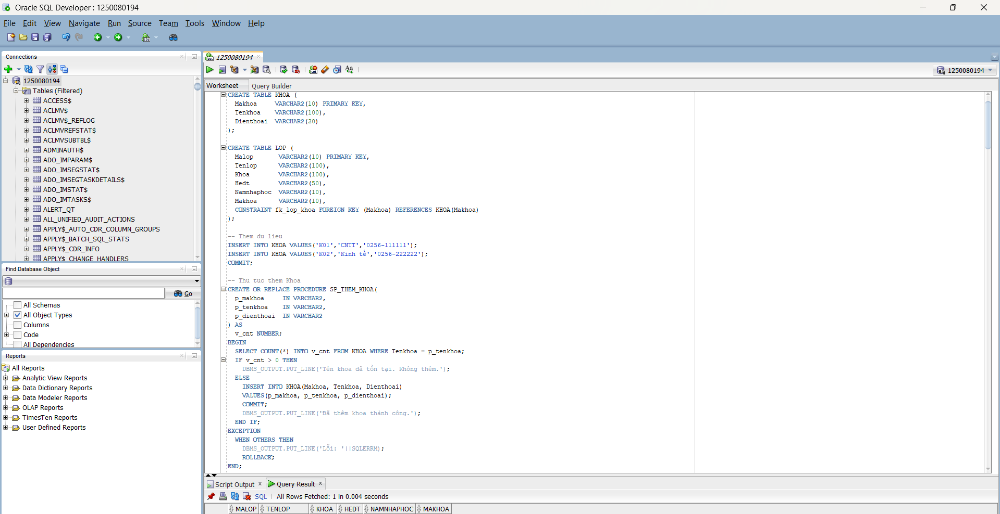 Oracle SQL Developer : 1250080194
File Edit View Navigate Run Source Team Tools Window Help
Connections
1250080194
Tables (Filtered)
ACCESS$
ACLMV$
ACLMV$_REFLOG
ACLMVREFSTAT$
ACLMVSUBTBL$
ADMINAUTH$
ADO_IMPARAM$
ADO_IMSEGSTAT$
ADO_IMSEGTASKDETAILS$
ADO_IMSTAT$
ADO_IMTASKS$
ALERT_QT
ALL_UNIFIED_AUDIT_ACTIONS
APPLY$_AUTO_CDR_COLUMN_GROUPS
APPLY$_BATCH_SQL_STATS
APPLY$_CDR_INFO
APPLY$_CHANGE_HANDLERS
Find Database Object
Go
All Schemas
All Object Types
Columns
Code
All Dependencies
Reports
All Reports
Analytic View Reports
Data Dictionary Reports
Data Modeler Reports
OLAP Reports
TimesTen Reports
User Defined Reports
1250080194
1250080194
Worksheet Query Builder
CREATE TABLE KHOA (
Makhoa VARCHAR2(10) PRIMARY KEY,
Tenkhoa VARCHAR2(100),
Dienthoai VARCHAR2(20)
);
CREATE TABLE LOP (
Malop VARCHAR2(10) PRIMARY KEY,
Tenlop VARCHAR2(100),
Khoa VARCHAR2(100),
Hedt VARCHAR2(50),
Namnhaphoc VARCHAR2(10),
Makhoa VARCHAR2(10),
CONSTRAINT fk_lop_khoa FOREIGN KEY (Makhoa) REFERENCES KHOA(Makhoa)
);
-- Them du lieu
INSERT INTO KHOA VALUES('K01','CNTT','0256-111111');
INSERT INTO KHOA VALUES('K02','Kinh tế','0256-222222');
COMMIT;
-- Thu tuc them Khoa
CREATE OR REPLACE PROCEDURE SP_THEM_KHOA(
p_makhoa IN VARCHAR2,
p_tenkhoa IN VARCHAR2,
p_dienthoai IN VARCHAR2
) AS
v_cnt NUMBER;
BEGIN
SELECT COUNT(*) INTO v_cnt FROM KHOA WHERE Tenkhoa = p_tenkhoa;
IF v_cnt > 0 THEN
DBMS_OUTPUT.PUT_LINE('Tên khoa đã tồn tại. Không thêm.');
ELSE
INSERT INTO KHOA(Makhoa, Tenkhoa, Dienthoai)
VALUES(p_makhoa, p_tenkhoa, p_dienthoai);
COMMIT;
DBMS_OUTPUT.PUT_LINE('Đã thêm khoa thành công.');
END IF;
EXCEPTION
WHEN OTHERS THEN
DBMS_OUTPUT.PUT_LINE('Lỗi: '||SQLERRM);
ROLLBACK;
END;
Script Output Query Result
SQL All Rows Fetched: 1 in 0.004 seconds
MALOP TENLOP KHOA HEDT NAMNHAPHOC MAKHOA